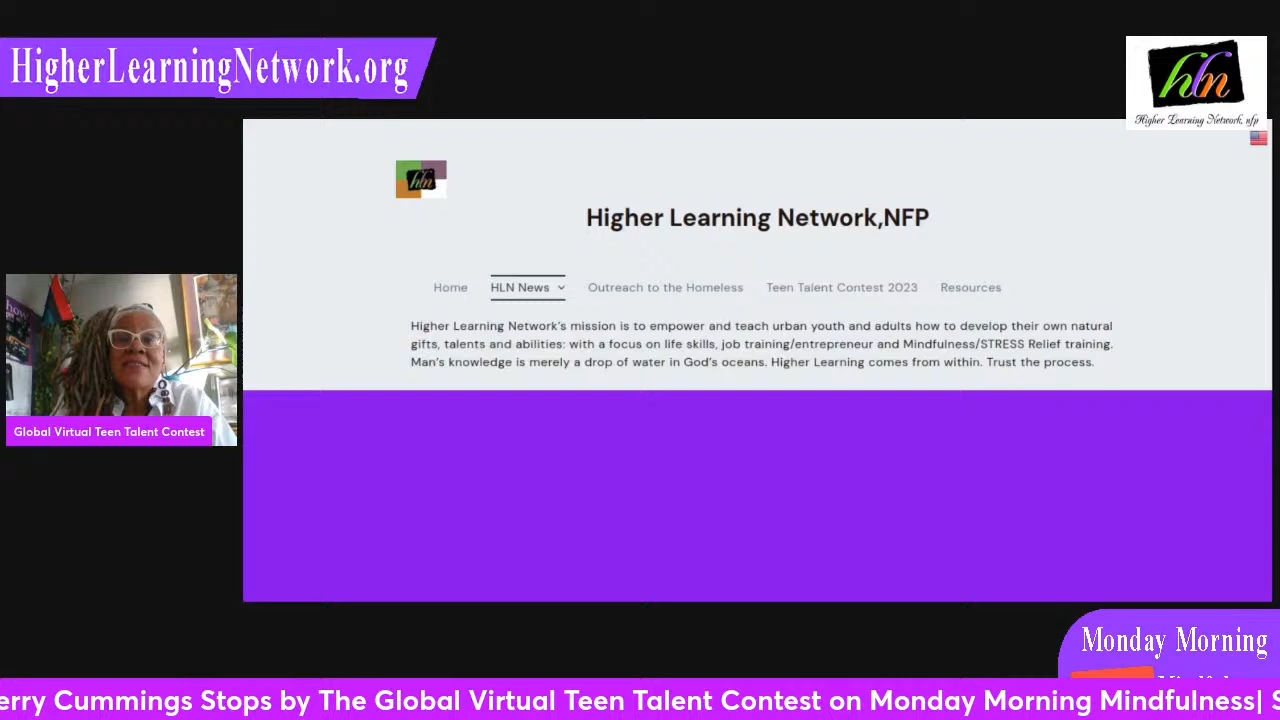 HigherLearningNetwork.org
hln
Higher Learning Network, nfp
hln
Higher Learning Network,NFP
Home HLN News Outreach to the Homeless Teen Talent Contest 2023 Resources
Higher Learning Network's mission is to empower and teach urban youth and adults how to develop their own natural
gifts, talents and abilities: with a focus on life skills, job training/entrepreneur and Mindfulness/STRESS Relief training.
Man's knowledge is merely a drop of water in God's oceans. Higher Learning comes from within. Trust the process.
Global Virtual Teen Talent Contest
Monday Morning
erry Cummings Stops by The Global Virtual Teen Talent Contest on Monday Morning Mindfulness| S